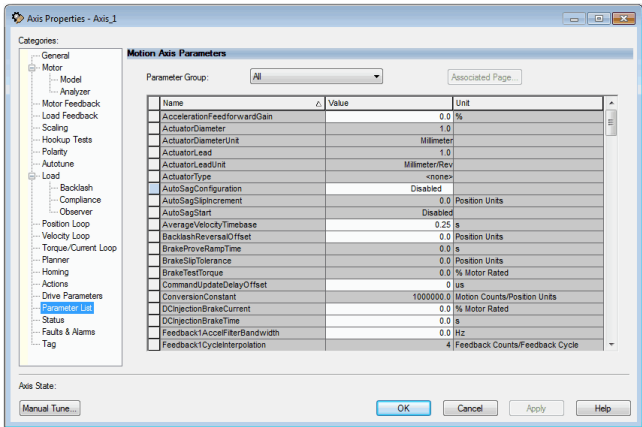 Axis Properties - Axis_1
Categories:
General
Motor
Model
Analyzer
Motor Feedback
Load Feedback
Scaling
Hookup Tests
Polarity
Autotune
Load
Backlash
Compliance
Observer
Position Loop
Velocity Loop
Torque/Current Loop
Planner
Homing
Actions
Drive Parameters
Parameter List
Status
Faults & Alarms
Tag
Motion Axis Parameters
Parameter Group: All Associated Page...
Name Value Unit
AccelerationFeedforwardGain 0.0 %
ActuatorDiameter 1.0
ActuatorDiameterUnit Millimeter
ActuatorLead 1.0
ActuatorLeadUnit Millimeter/Rev
ActuatorType <none>
AutoSagConfiguration Disabled
AutoSagSlipIncrement 0.0 Position Units
AutoSagStart Disabled
AverageVelocityTimebase 0.25 s
BacklashReversalOffset 0.0 Position Units
BrakeProveRampTime 0.0 s
BrakeSlipTolerance 0.0 Position Units
BrakeTestTorque 0.0 % Motor Rated
CommandUpdateDelayOffset 0 us
ConversionConstant 1000000.0 Motion Counts/Position Units
DCInjectionBrakeCurrent 0.0 % Motor Rated
DCInjectionBrakeTime 0.0 s
Feedback1AccelFilterBandwidth 0.0 Hz
Feedback1CycleInterpolation 4 Feedback Counts/Feedback Cycle
Axis State:
Manual Tune... OK Cancel Apply Help